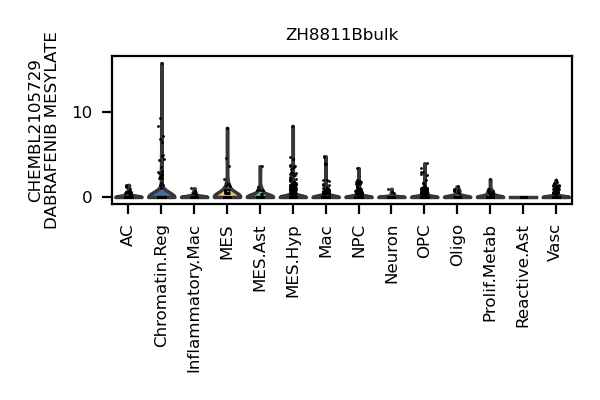 ZH8811Bbulk
CHEMBL2105729
DABRAFENIB MESYLATE
10
0
AC
Chromatin.Reg
Inflammatory.Mac
MES
MES.Ast
MES.Hyp
Mac
NPC
Neuron
OPC
Oligo
Prolif.Metab
Reactive.Ast
Vasc